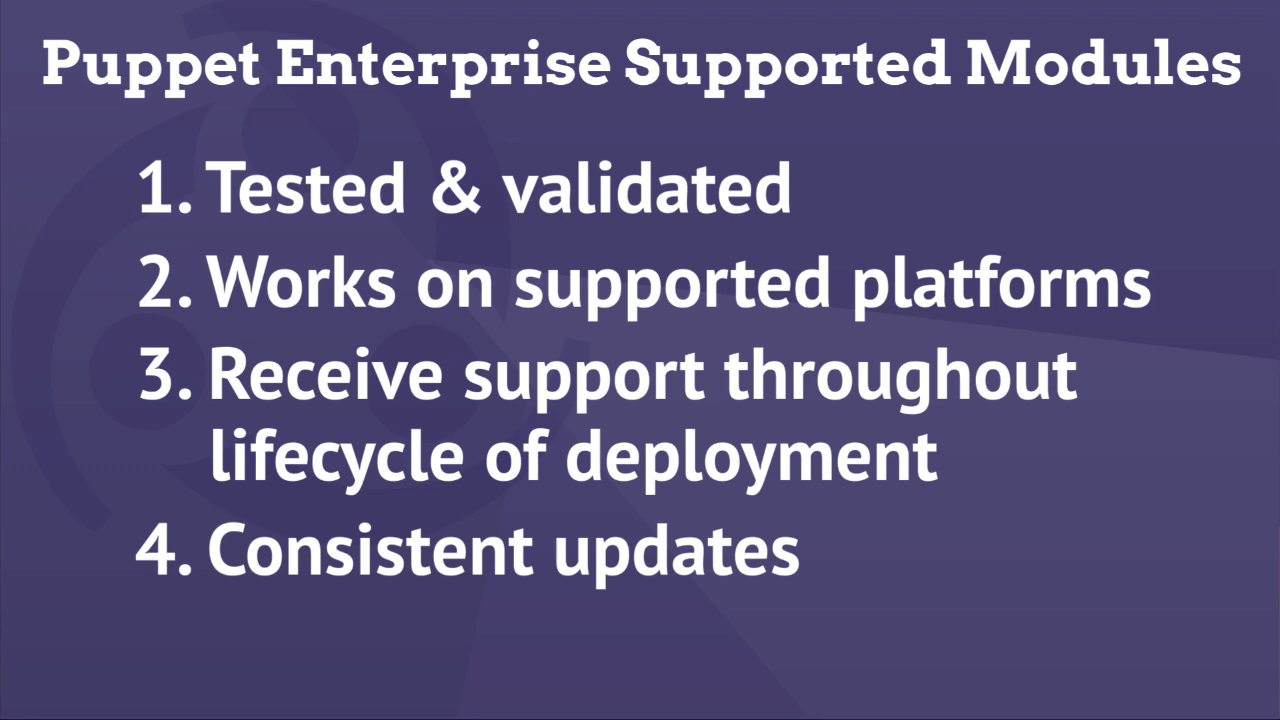 Puppet Enterprise Supported Modules
1. Tested & validated
2. Works on supported platforms
3. Receive support throughout
lifecycle of deployment
4. Consistent updates